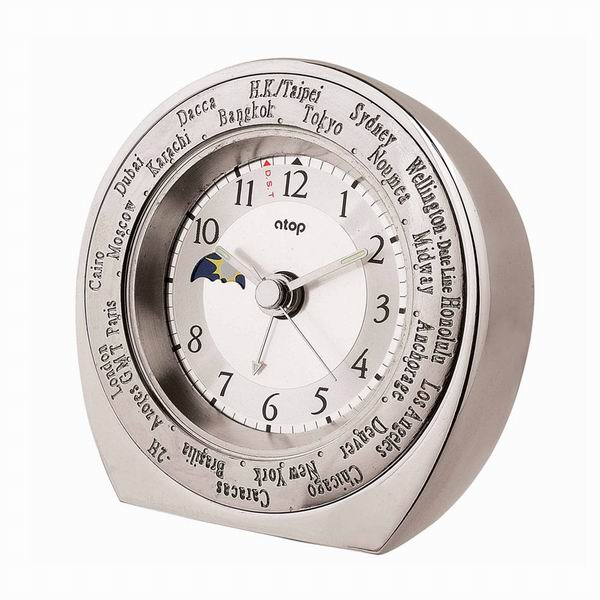 H.K/Taipei
Bangkok
Tokyo
Sydney
Noumea
Wellington-DateLine
Midway
Honolulu
Anchorage
Los Angeles
Denver
Chicago
New York
Caracas
Brasilia
-2H
Azores
GMT
London
Paris
Cairo
Moscow
Dubai
Karachi
Dacca
D.S.T
12
1
2
3
4
5
6
7
8
10
11
atop